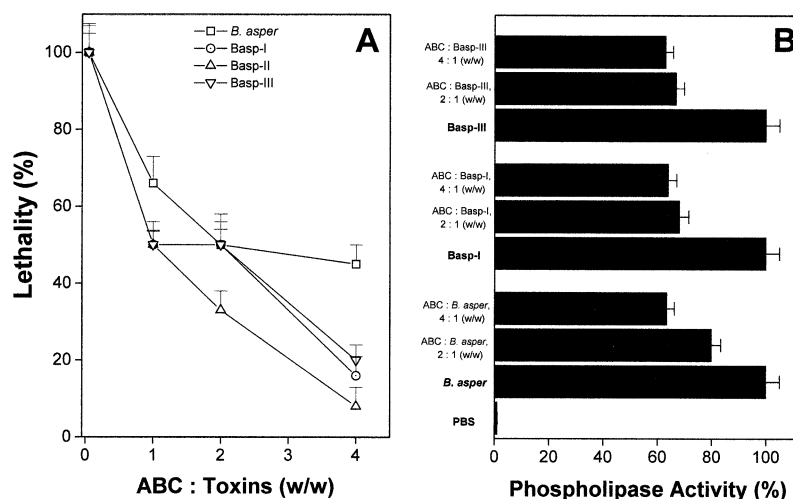 A
B. asper
Basp-I
Basp-II
Basp-III
100
80
60
40
20
0
0 1 2 3 4
Lethality (%)
ABC : Toxins (w/w)
B
ABC : Basp-III
4 : 1 (w/w)
ABC : Basp-III,
2 : 1 (w/w)
Basp-III
ABC : Basp-I,
4 : 1 (w/w)
ABC : Basp-I,
2 : 1 (w/w)
Basp-I
ABC : B. asper,
4 : 1 (w/w)
ABC : B. asper,
2 : 1 (w/w)
B. asper
PBS
0 20 40 60 80 100
Phospholipase Activity (%)